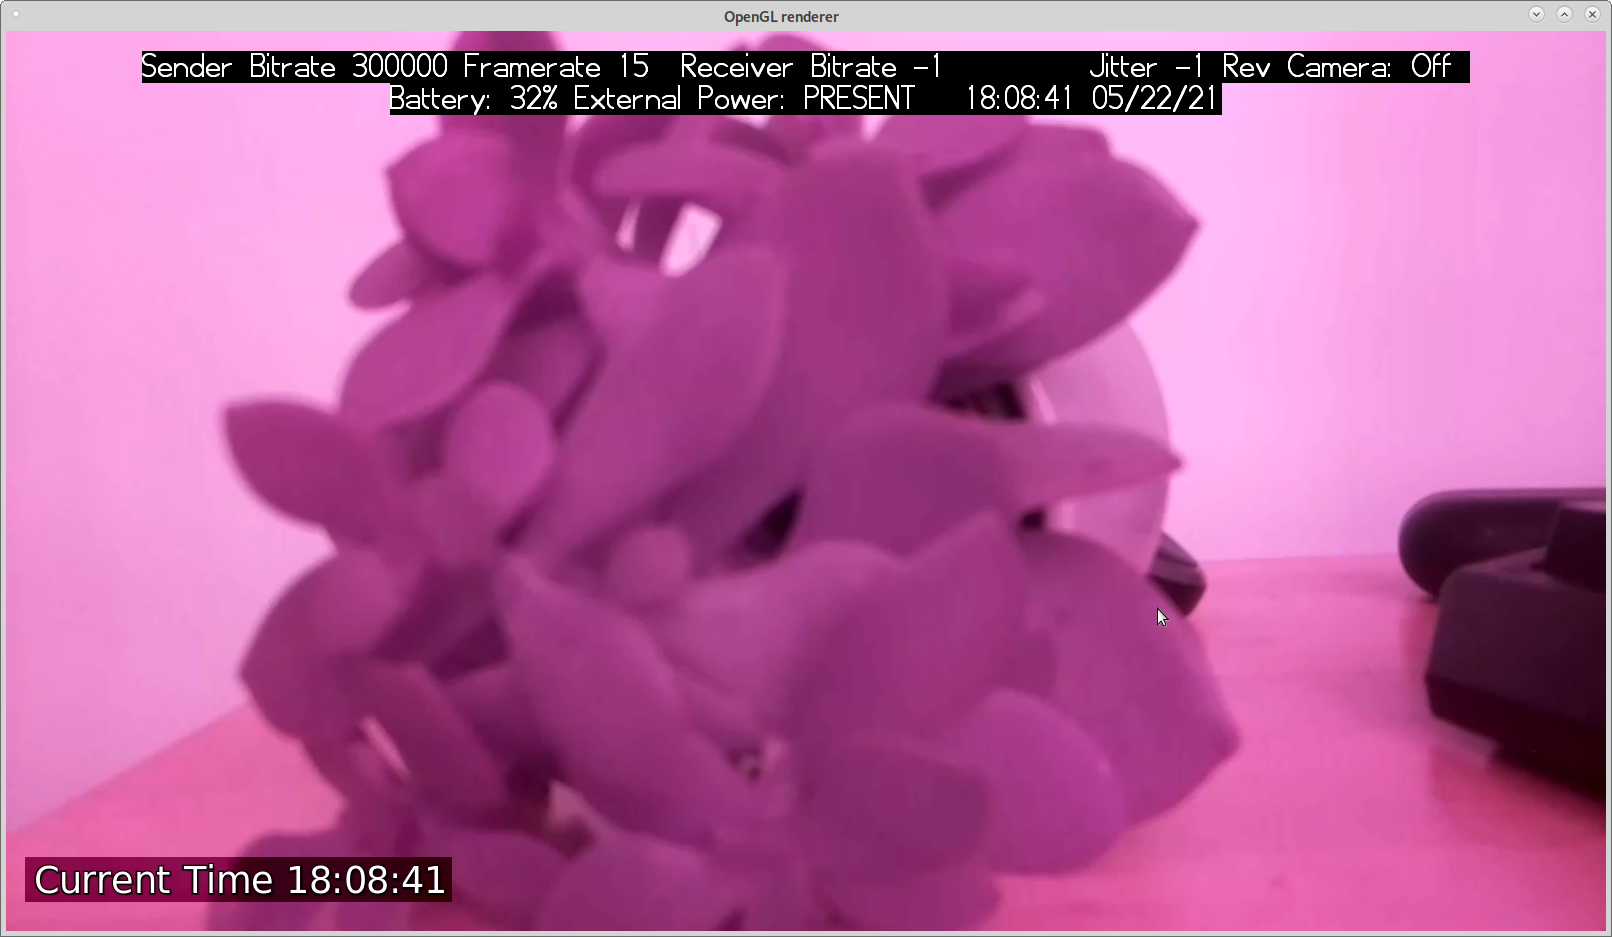 OpenGL renderer
Sender Bitrate 300000 Framerate 15 Receiver Bitrate -1 Jitter -1 Rev Camera: Off
Battery: 32% External Power: PRESENT 18:08:41 05/22/21
Current Time 18:08:41